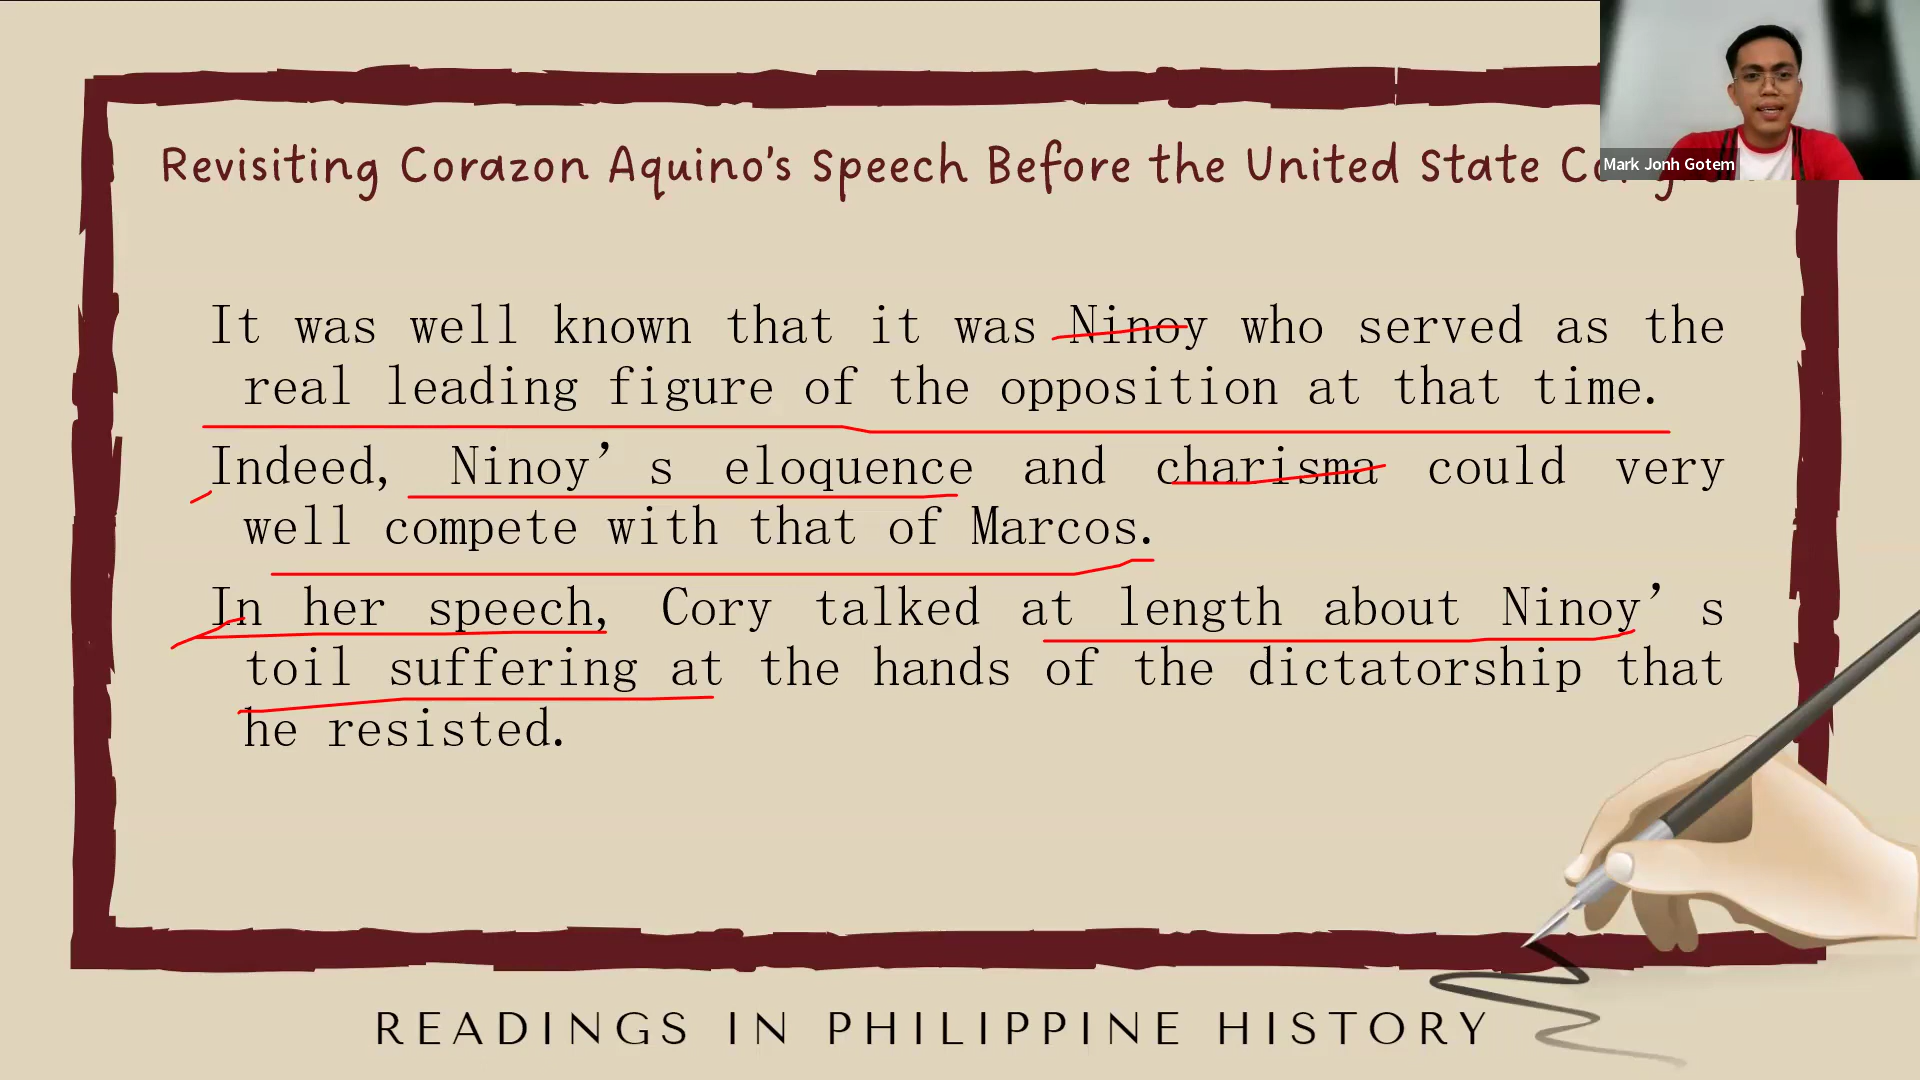 Revisiting Corazon Aquino's Speech Before the United State
Mark Jonh Gotem
It was well known that it was Ninoy who served as the
real leading figure of the opposition at that time.
Indeed, Ninoy’s eloquence and charisma could very
well compete with that of Marcos.
In her speech, Cory talked at length about Ninoy’s
toil suffering at the hands of the dictatorship that
he resisted.
READINGS IN PHILIPPINE HISTORY